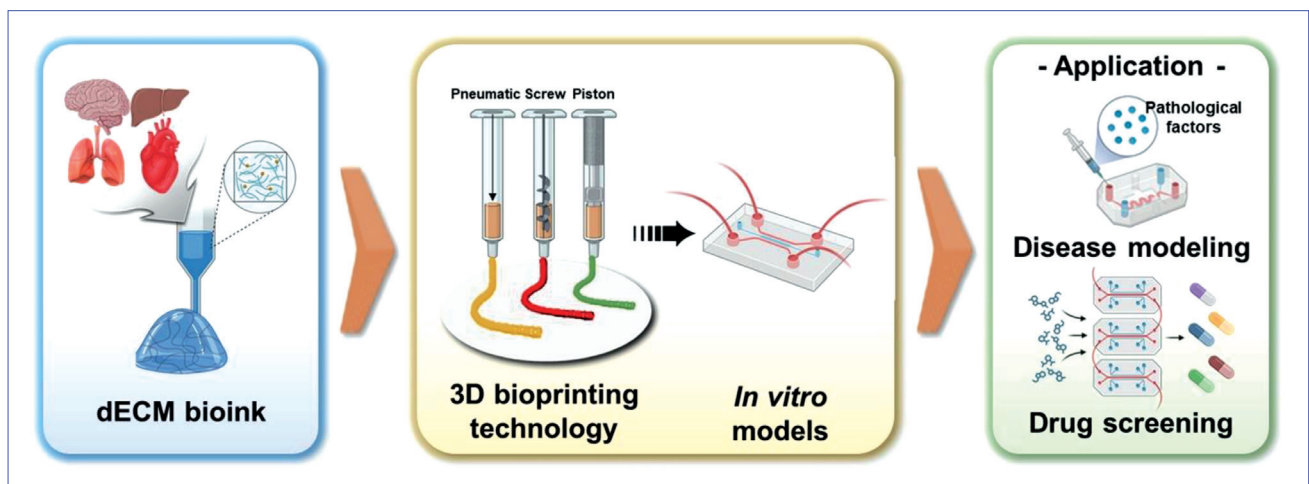 dECM bioink
Pneumatic Screw Piston
3D bioprinting
technology
In vitro
models
- Application -
Pathological
factors
Disease modeling
Drug screening